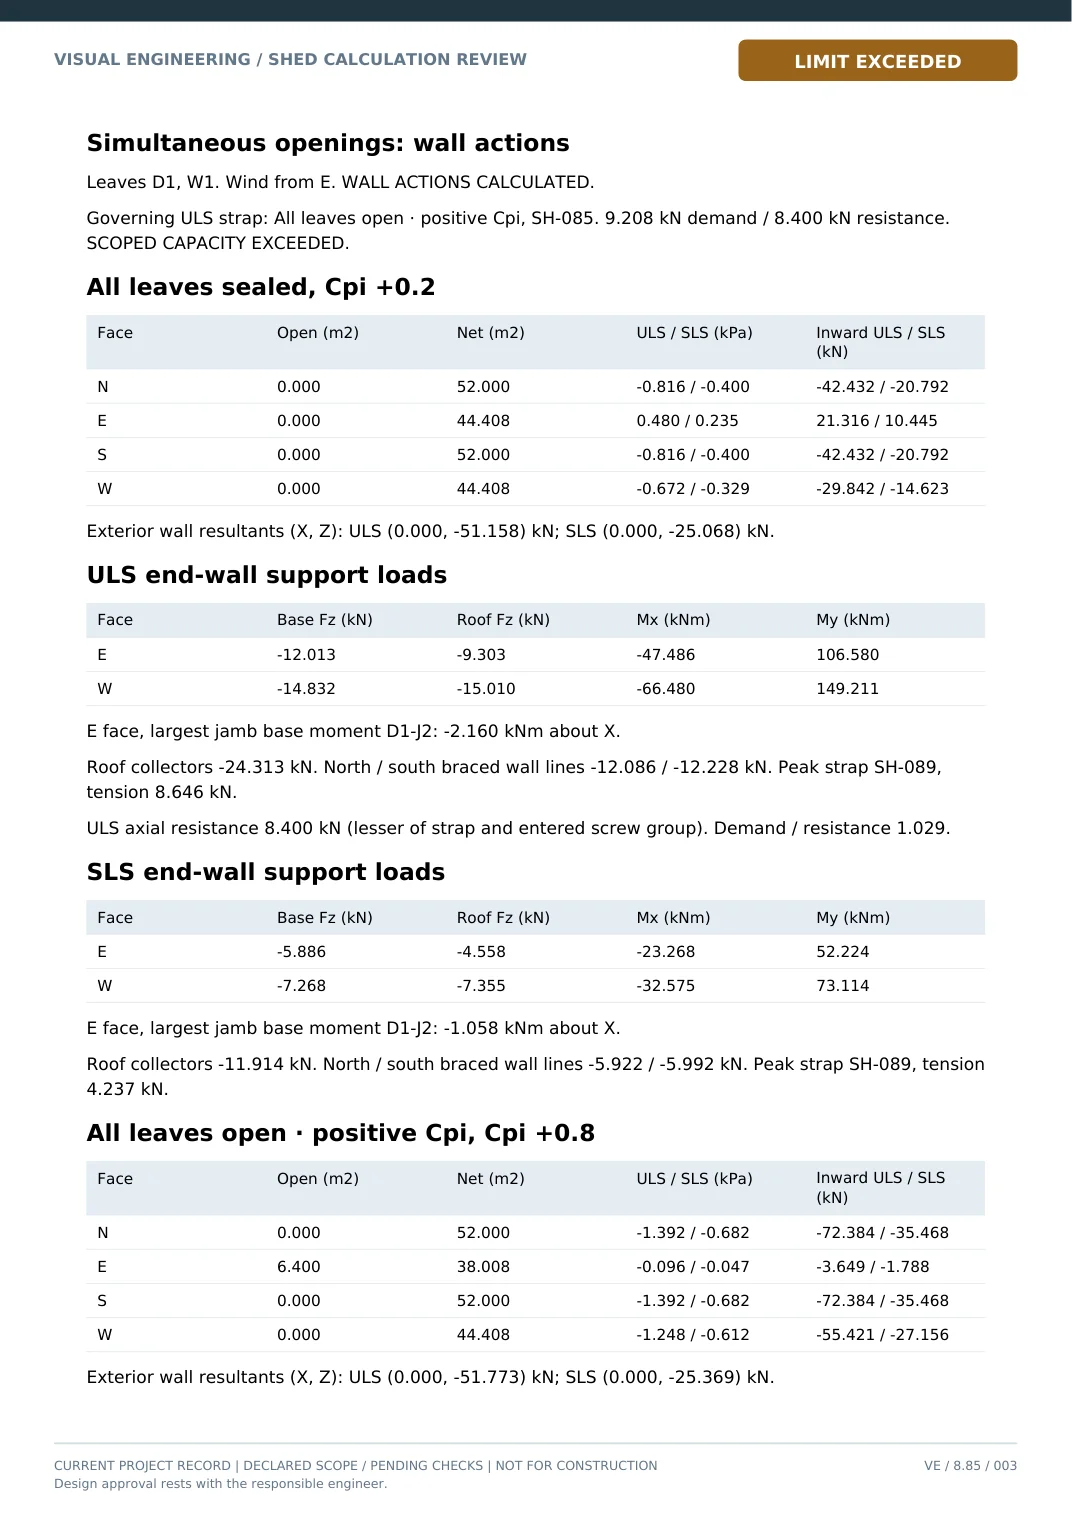 VISUAL ENGINEERING / SHED CALCULATION REVIEW
LIMIT EXCEEDED
Simultaneous openings: wall actions
Leaves D1, W1. Wind from E. WALL ACTIONS CALCULATED.
Governing ULS strap: All leaves open · positive Cpi, SH-085. 9.208 kN demand / 8.400 kN resistance.
SCOPED CAPACITY EXCEEDED.
All leaves sealed, Cpi +0.2
Face Open (m2) Net (m2) ULS / SLS (kPa) Inward ULS / SLS
(kN)
N 0.000 52.000 -0.816 / -0.400 -42.432 / -20.792
E 0.000 44.408 0.480 / 0.235 21.316 / 10.445
S 0.000 52.000 -0.816 / -0.400 -42.432 / -20.792
W 0.000 44.408 -0.672 / -0.329 -29.842 / -14.623
Exterior wall resultants (X, Z): ULS (0.000, -51.158) kN; SLS (0.000, -25.068) kN.
ULS end-wall support loads
Face Base Fz (kN) Roof Fz (kN) Mx (kNm) My (kNm)
E -12.013 -9.303 -47.486 106.580
W -14.832 -15.010 -66.480 149.211
E face, largest jamb base moment D1-J2: -2.160 kNm about X.
Roof collectors -24.313 kN. North / south braced wall lines -12.086 / -12.228 kN. Peak strap SH-089,
tension 8.646 kN.
ULS axial resistance 8.400 kN (lesser of strap and entered screw group). Demand / resistance 1.029.
SLS end-wall support loads
Face Base Fz (kN) Roof Fz (kN) Mx (kNm) My (kNm)
E -5.886 -4.558 -23.268 52.224
W -7.268 -7.355 -32.575 73.114
E face, largest jamb base moment D1-J2: -1.058 kNm about X.
Roof collectors -11.914 kN. North / south braced wall lines -5.922 / -5.992 kN. Peak strap SH-089, tension
4.237 kN.
All leaves open · positive Cpi, Cpi +0.8
Face Open (m2) Net (m2) ULS / SLS (kPa) Inward ULS / SLS
(kN)
N 0.000 52.000 -1.392 / -0.682 -72.384 / -35.468
E 6.400 38.008 -0.096 / -0.047 -3.649 / -1.788
S 0.000 52.000 -1.392 / -0.682 -72.384 / -35.468
W 0.000 44.408 -1.248 / -0.612 -55.421 / -27.156
Exterior wall resultants (X, Z): ULS (0.000, -51.773) kN; SLS (0.000, -25.369) kN.
CURRENT PROJECT RECORD | DECLARED SCOPE / PENDING CHECKS | NOT FOR CONSTRUCTION
VE / 8.85 / 003
Design approval rests with the responsible engineer.